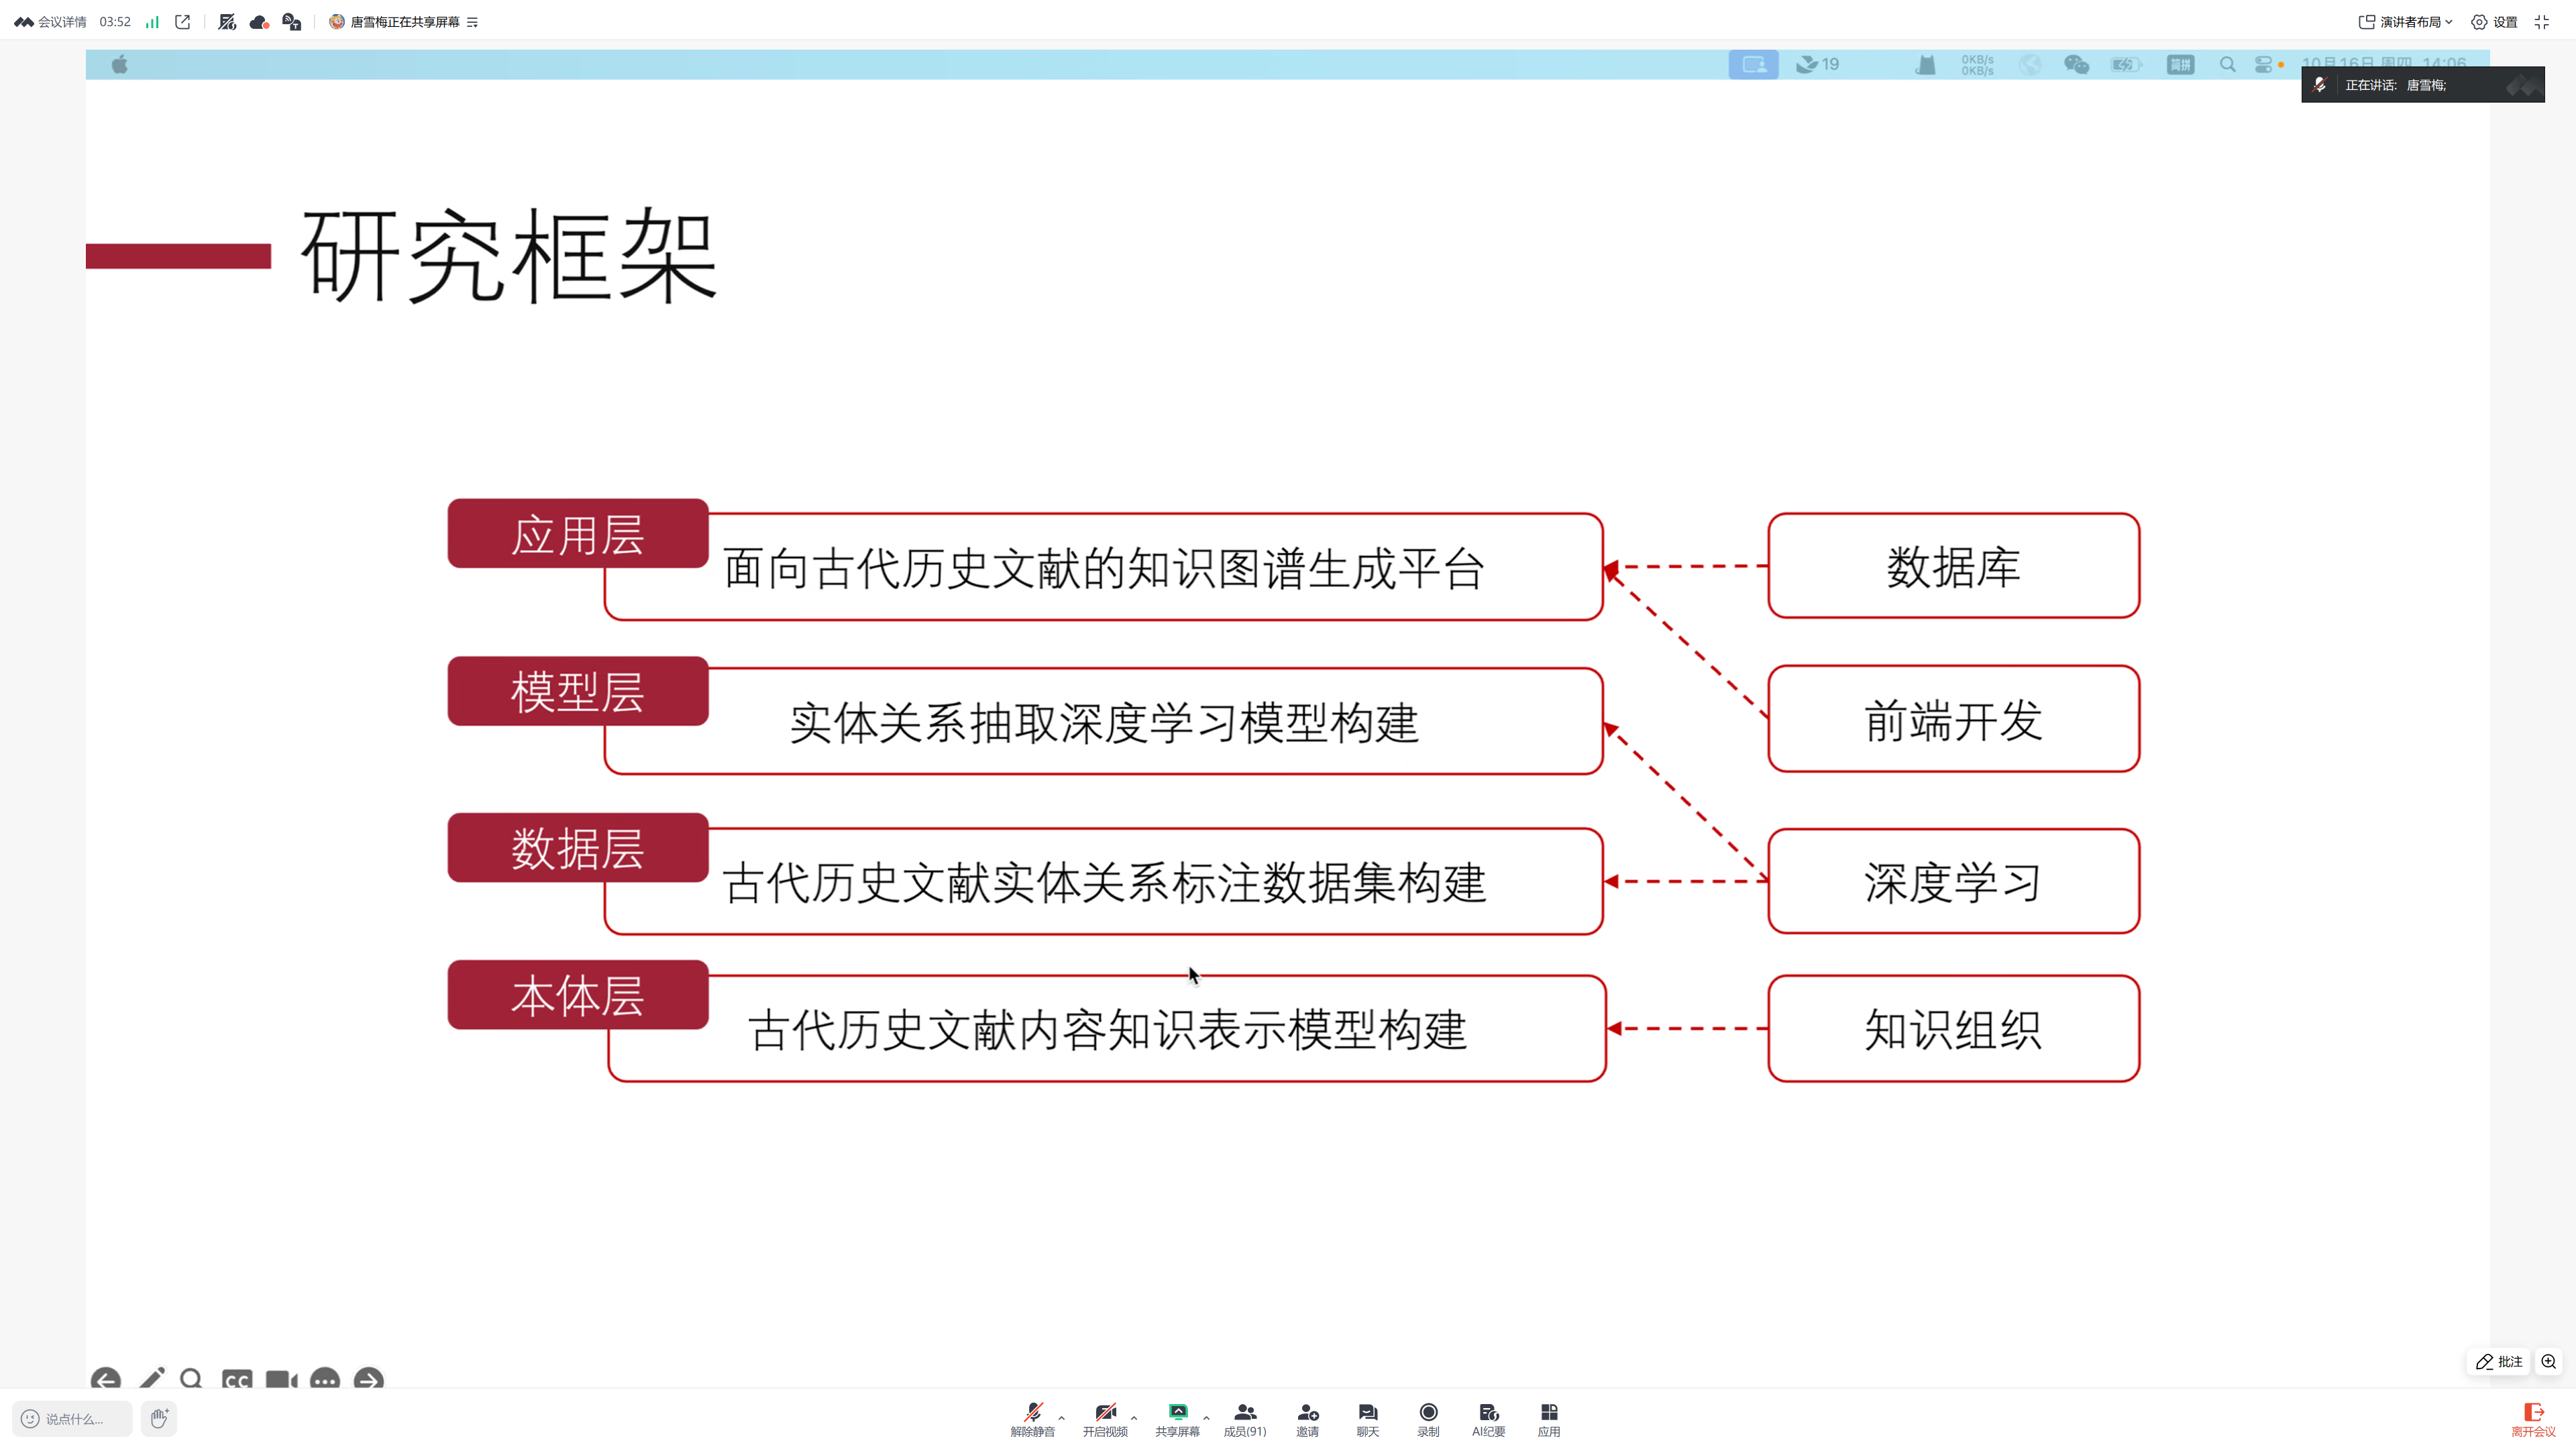 会议详情 03:52 唐雪梅正在共享屏幕 演讲者布局 设置
19 0KB/s 简拼 10月16日 周四 14:06
0KB/s
正在讲话: 唐雪梅;
研究框架
应用层
面向古代历史文献的知识图谱生成平台 数据库
模型层
实体关系抽取深度学习模型构建 前端开发
数据层
古代历史文献实体关系标注数据集构建 深度学习
本体层
古代历史文献内容知识表示模型构建 知识组织
批注
CC
说点什么... 解除静音 开启视频 共享屏幕 成员(91) 邀请 聊天 录制 AI纪要 应用 离开会议